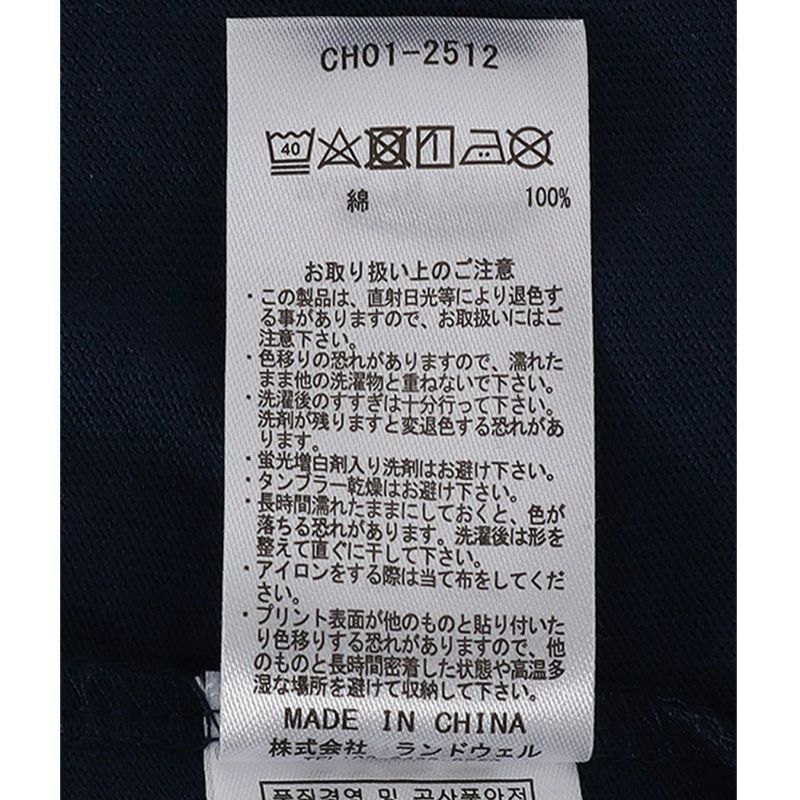 CH01-2512
40
綿 100%
お取り扱い上のご注意
・この製品は、直射日光等により退色す
る事がありますので、お取扱いにはご
注意下さい。
・色移りの恐れがありますので、濡れた
まま他の洗濯物と重ねないで下さい。
・洗濯後のすすぎは十分行って下さい。
洗剤が残りますと変退色する恐れがあ
ります。
・蛍光増白剤入り洗剤はお避け下さい。
・タンブラー乾燥はお避け下さい。
・長時間濡れたままにしておくと、色が
落ちる恐れがあります。洗濯後は形を
整えて直ぐに干して下さい。
・アイロンをする際は当て布をしてくだ
さい。
・プリント表面が他のものと貼り付いた
り色移りする恐れがありますので、他
のものと長時間密着した状態や高温多
湿な場所を避けて収納して下さい。
MADE IN CHINA
株式会社 ランドウェル
품질경영 및 공산품안전